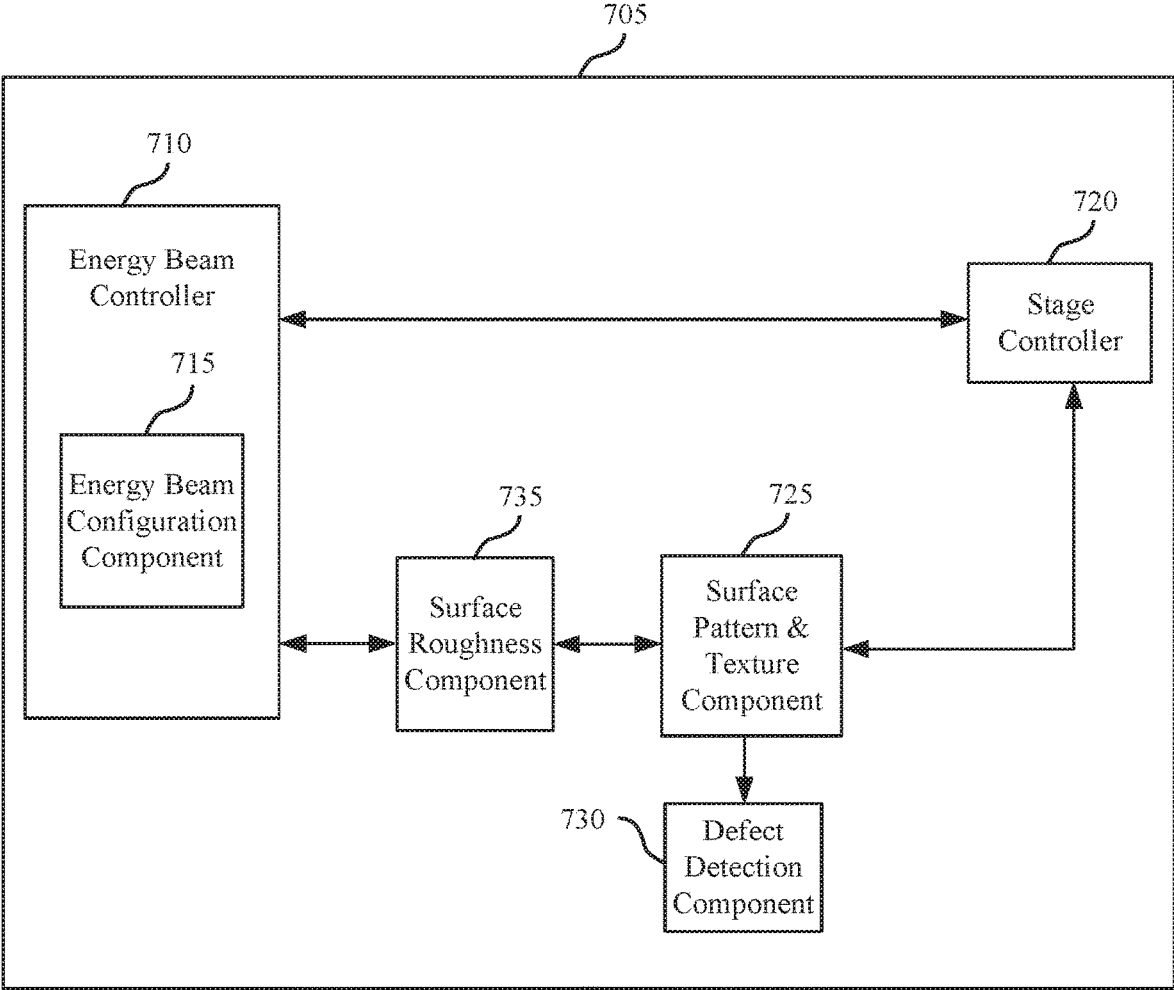 705
710
Energy Beam
Controller
720
Stage
Controller
715
Energy Beam
Configuration
Component
735
Surface
Roughness
Component
725
Surface
Pattern &
Texture
Component
730
Defect
Detection
Component